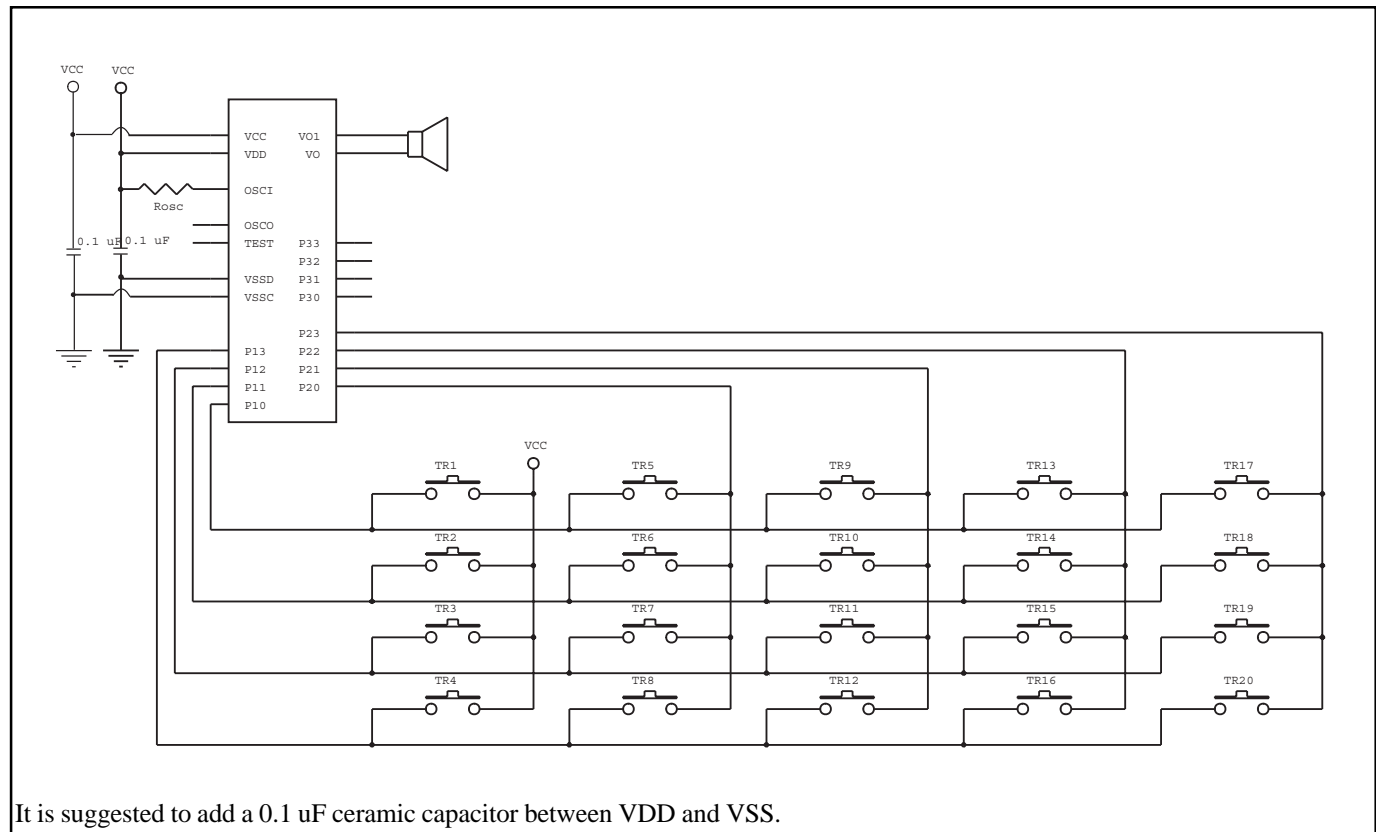 VCC VCC
VCC VO1
VDD VO
OSCI
Rosc
OSCO
0.1 uF 0.1 uF
TEST P33
P32
VSSD P31
VSSC P30
P23
P13 P22
P12 P21
P11 P20
P10
VCC
TR1 TR5 TR9 TR13 TR17
TR2 TR6 TR10 TR14 TR18
TR3 TR7 TR11 TR15 TR19
TR4 TR8 TR12 TR16 TR20
It is suggested to add a 0.1 uF ceramic capacitor between VDD and VSS.